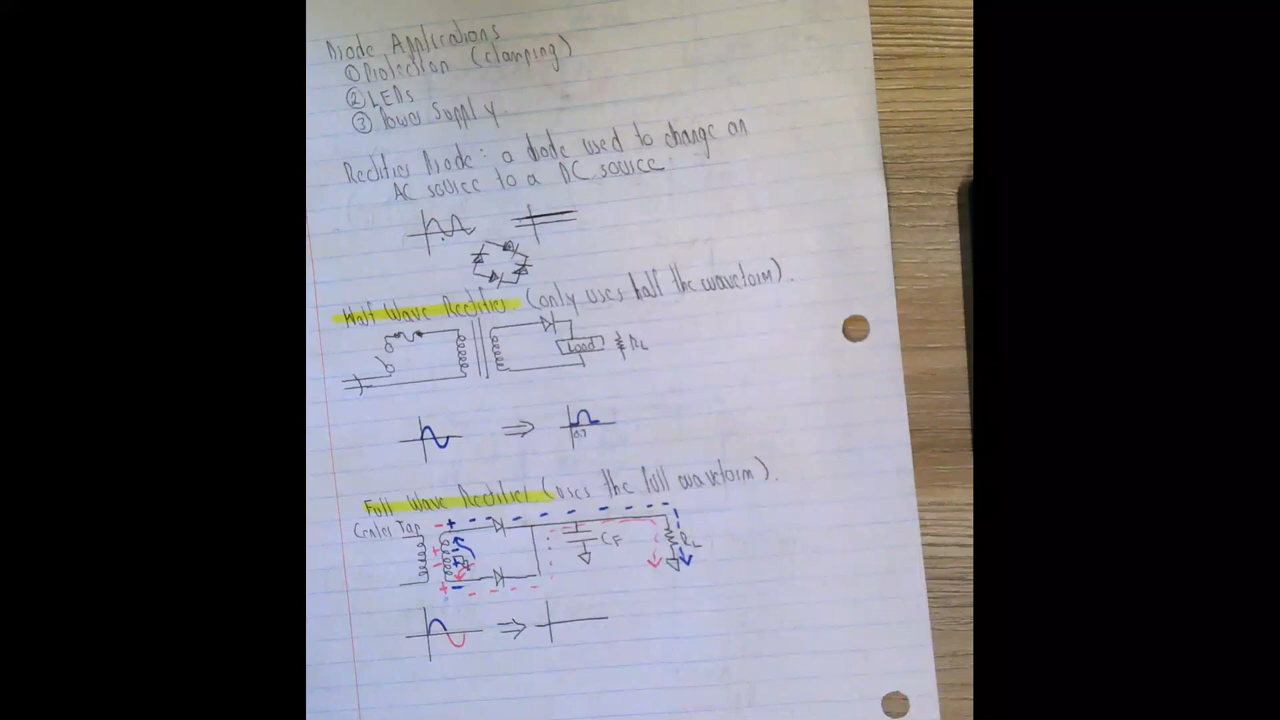 Diode Applications
① Protection (clamping)
② LEDs
③ Power Supply
Rectifier Diode: a diode used to change an
AC source to a DC source.
Half Wave Rectifier (only uses half the waveform).
Load RL
0.7
Full Wave Rectifier (uses the full waveform).
Center Tap
- +
CF
RL
+ -